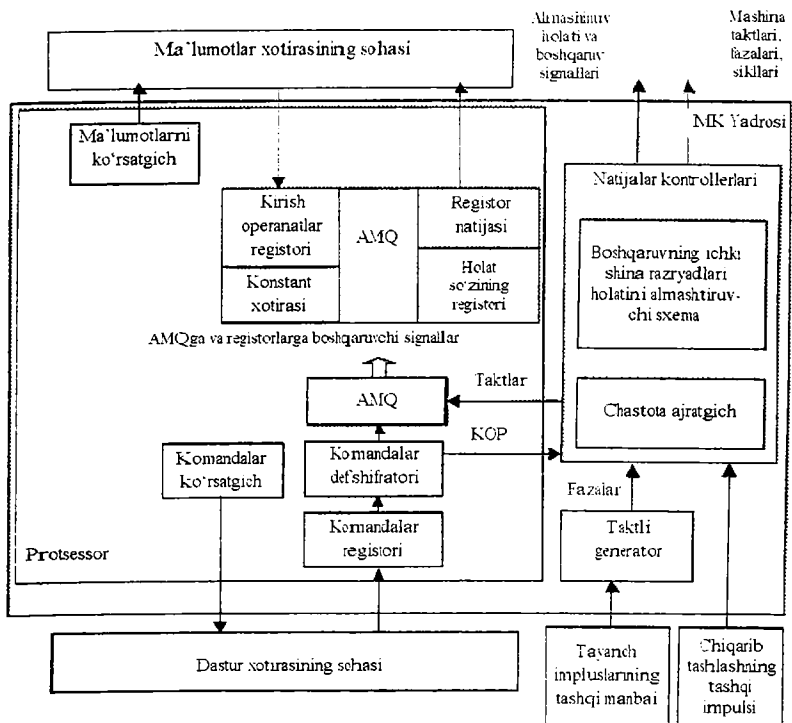 Ma`lumotlar xotirasining sohasi
Almashinuv
holati va
boshqaruv
signallari
Mashina
taktlari,
fazalari,
sikllari
MK Yadrosi
Ma`lumotlarni
ko‘rsatgich
Kirish
operanatlar
registori
Konstant
xotirasi
AMQ
Registor
natijasi
Holat
so‘zining
registori
AMQga va registorlarga boshqaruvchi signallar
AMQ
Taktlar
KOP
Komandalar
ko‘rsatgich
Komandalar
defshifratori
Komandalar
registori
Protsessor
Natijalar kontrollerlari
Boshqaruvning ichki
shina razryadlari
holatini almashtiruv-
chi sxema
Chastota ajratgich
Fazalar
Taktli
generator
Dastur xotirasining sohasi
Tayanch
impluslarning
tashqi manbai
Chiqarib
tashlashning
tashqi
impulsi